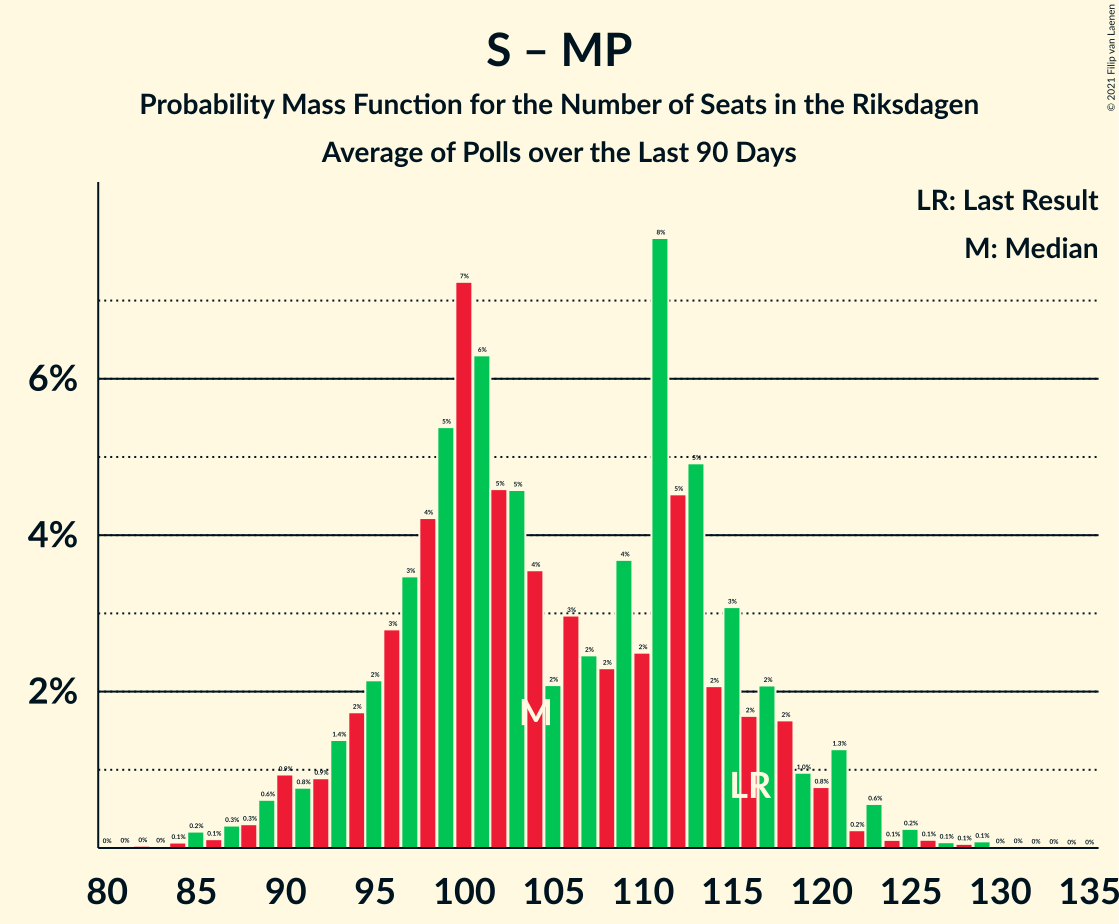 S – MP
Probability Mass Function for the Number of Seats in the Riksdagen
Average of Polls over the Last 90 Days
© 2021 Filip van Laenen
LR: Last Result
M: Median
6%
4%
2%
0% 0% 0% 0% 0.1% 0.2% 0.1% 0.3% 0.3% 0.6% 0.9% 0.8% 0.9% 1.4% 2% 2% 3% 3% 4% 5% 7% 6% 5% 5% 4% 2% 3% 2% 2% 4% 2% 8% 5% 5% 2% 3% 2% 2% 2% 1.0% 0.8% 1.3% 0.2% 0.6% 0.1% 0.2% 0.1% 0.1% 0.1% 0.1% 0% 0% 0% 0% 0% 0%
M
LR
80 85 90 95 100 105 110 115 120 125 130 135